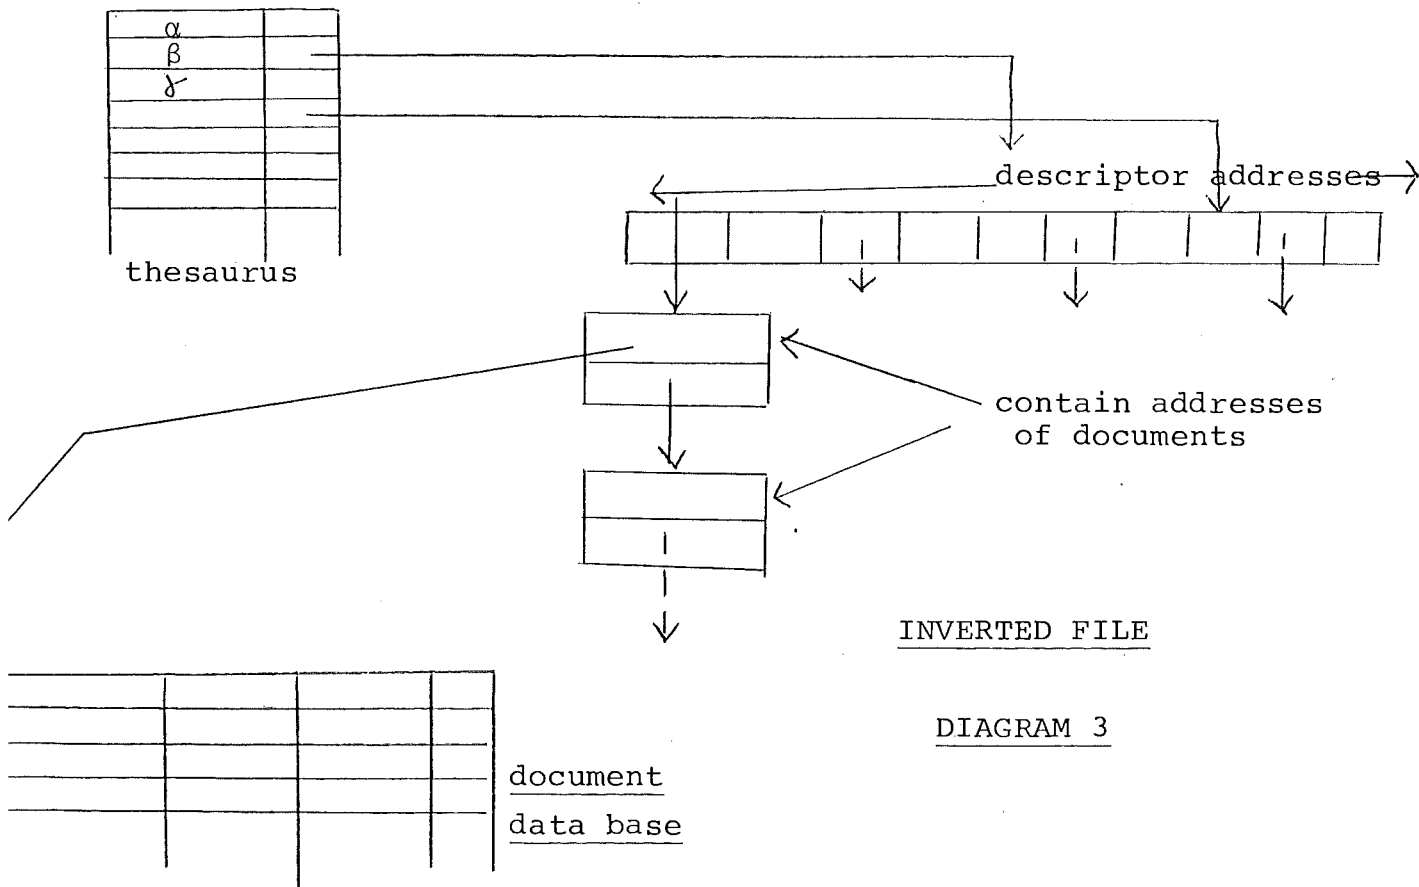 α
β
γ
thesaurus
descriptor addresses
contain addresses
of documents
INVERTED FILE
DIAGRAM 3
document
data base